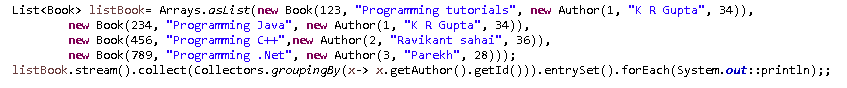 List<Book> listBook= Arrays.asList(new Book(123, "Programming tutorials", new Author(1, "K R Gupta", 34)),
new Book(234, "Programming Java", new Author(1, "K R Gupta", 34)),
new Book(456, "Programming C++",new Author(2, "Ravikant sahai", 36)),
new Book(789, "Programming .Net", new Author(3, "Parekh", 28)));
listBook.stream().collect(Collectors.groupingBy(x-> x.getAuthor().getId())).entrySet().forEach(System.out::println);;